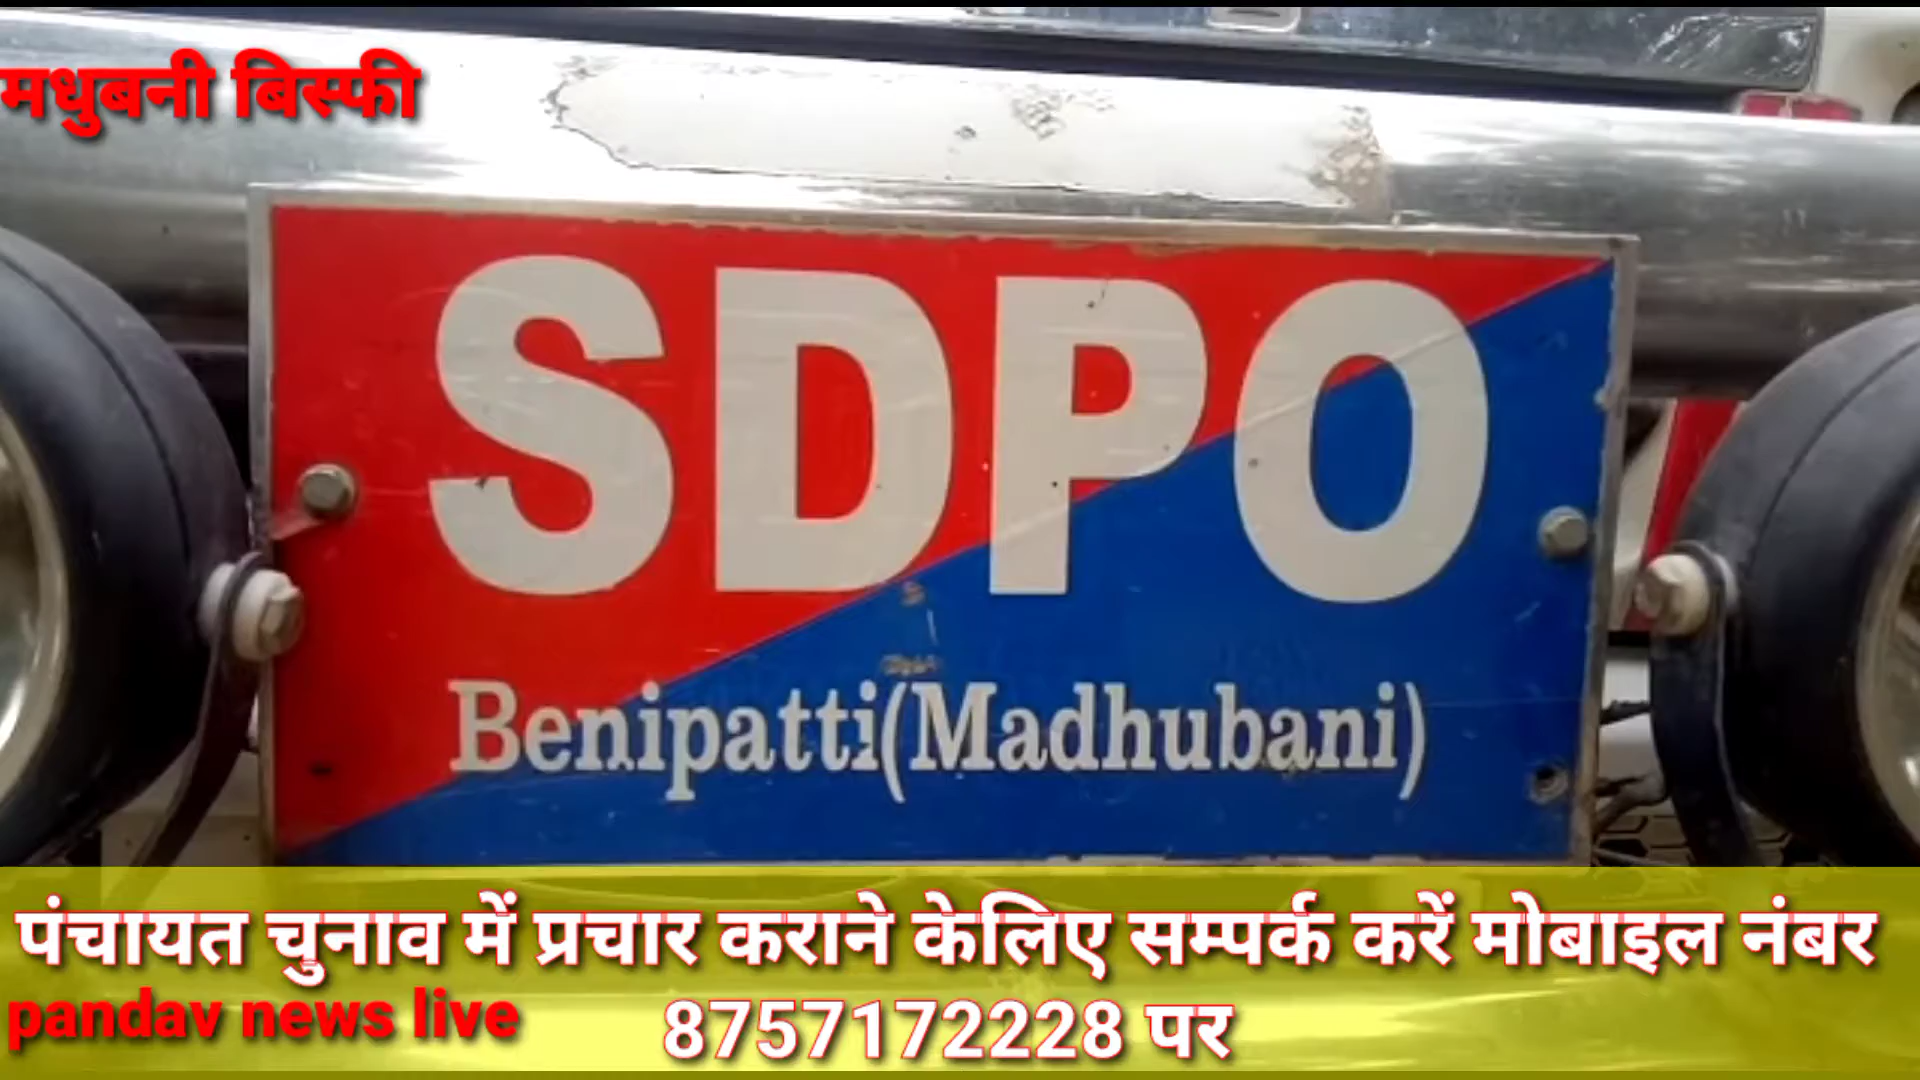 मधुबनी बिस्फी
SDPO
Benipatti(Madhubani)
पंचायत चुनाव में प्रचार कराने केलिए सम्पर्क करें मोबाइल नंबर
pandav news live
8757172228 पर